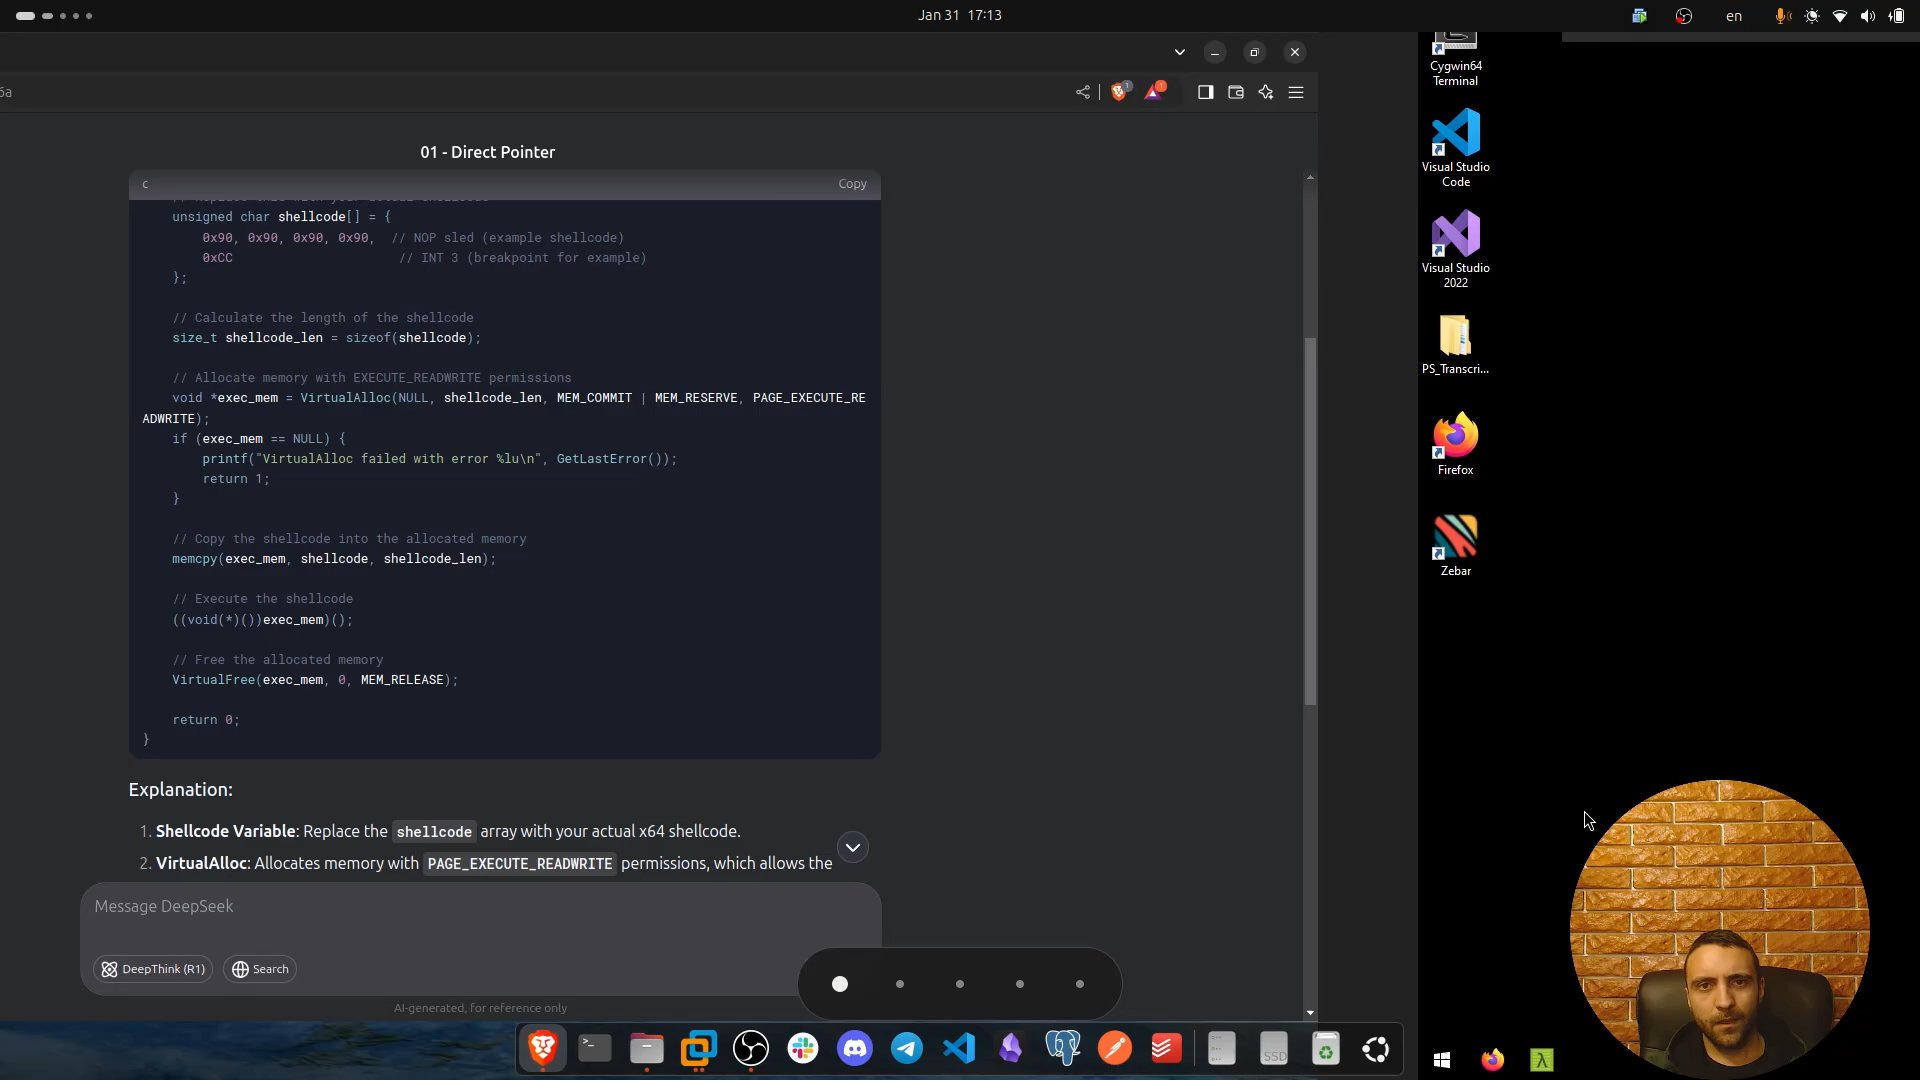 Jan 31 17:13
en
6a
1
1
01 - Direct Pointer
c
Copy
unsigned char shellcode[] = {
0x90, 0x90, 0x90, 0x90, // NOP sled (example shellcode)
0xCC // INT 3 (breakpoint for example)
};
// Calculate the length of the shellcode
size_t shellcode_len = sizeof(shellcode);
// Allocate memory with EXECUTE_READWRITE permissions
void *exec_mem = VirtualAlloc(NULL, shellcode_len, MEM_COMMIT | MEM_RESERVE, PAGE_EXECUTE_RE
ADWRITE);
if (exec_mem == NULL) {
printf("VirtualAlloc failed with error %lu\n", GetLastError());
return 1;
}
// Copy the shellcode into the allocated memory
memcpy(exec_mem, shellcode, shellcode_len);
// Execute the shellcode
((void(*)())exec_mem)();
// Free the allocated memory
VirtualFree(exec_mem, 0, MEM_RELEASE);
return 0;
}
Explanation:
1. Shellcode Variable: Replace the shellcode array with your actual x64 shellcode.
2. VirtualAlloc: Allocates memory with PAGE_EXECUTE_READWRITE permissions, which allows the
Message DeepSeek
DeepThink (R1)
Search
AI-generated, for reference only
Cygwin64
Terminal
Visual Studio
Code
Visual Studio
2022
PS_Transcri...
Firefox
Zebar
SSD